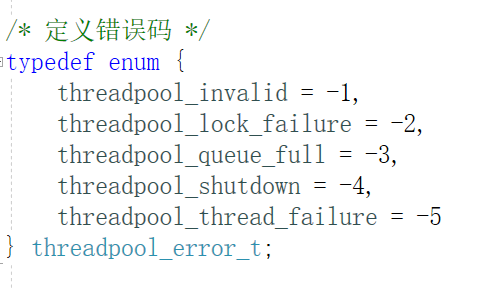 /* 定义错误码 */
typedef enum {
threadpool_invalid = -1,
threadpool_lock_failure = -2,
threadpool_queue_full = -3,
threadpool_shutdown = -4,
threadpool_thread_failure = -5
} threadpool_error_t;